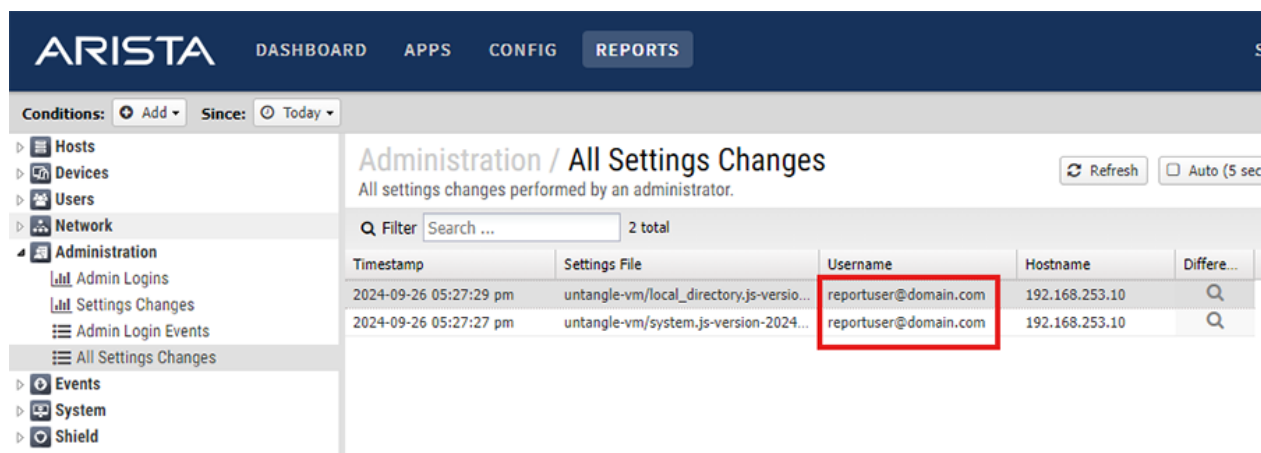 ARISTA DASHBOARD APPS CONFIG REPORTS
Conditions: Add Since: Today
Hosts
Devices
Users
Network
Administration
Admin Logins
Settings Changes
Admin Login Events
All Settings Changes
Events
System
Shield
Administration / All Settings Changes
All settings changes performed by an administrator.
Refresh Auto (5 sec
Filter Search ... 2 total
Timestamp Settings File Username Hostname Differe...
2024-09-26 05:27:29 pm untangle-vm/local_directory.js-versio... reportuser@domain.com 192.168.253.10
2024-09-26 05:27:27 pm untangle-vm/system.js-version-2024... reportuser@domain.com 192.168.253.10